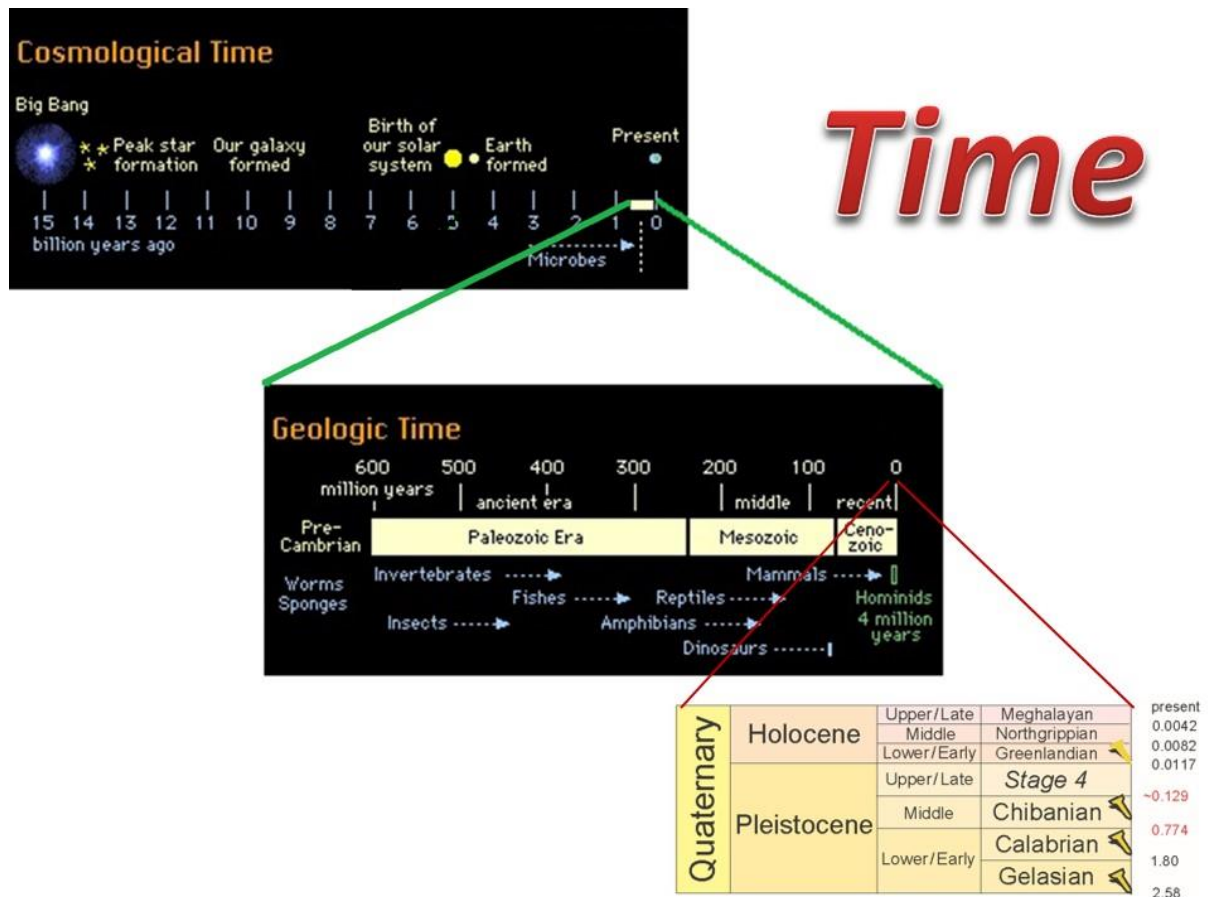 Cosmological Time
Time
Big Bang
Peak star
formation
Our galaxy
formed
Birth of
our solar
system
Earth
formed
Present
15 14 13 12 11 10 9 8 7 6 5 4 3 2 1 0
billion years ago
Microbes
Geologic Time
600 500 400 300 200 100 0
million years
ancient era
middle
recent
Pre-
Cambrian
Paleozoic Era
Mesozoic
Ceno-
zoic
Worms
Sponges
Invertebrates
Mammals
Fishes
Reptiles
Hominids
4 million
years
Insects
Amphibians
Dinosaurs
Quaternary
Holocene
Upper/Late Meghalayan
Middle Northgrippian
Lower/Early Greenlandian
Pleistocene
Upper/Late Stage 4
Middle Chibanian
Lower/Early
Calabrian
Gelasian
present
0.0042
0.0082
0.0117
~0.129
0.774
1.80
2.58